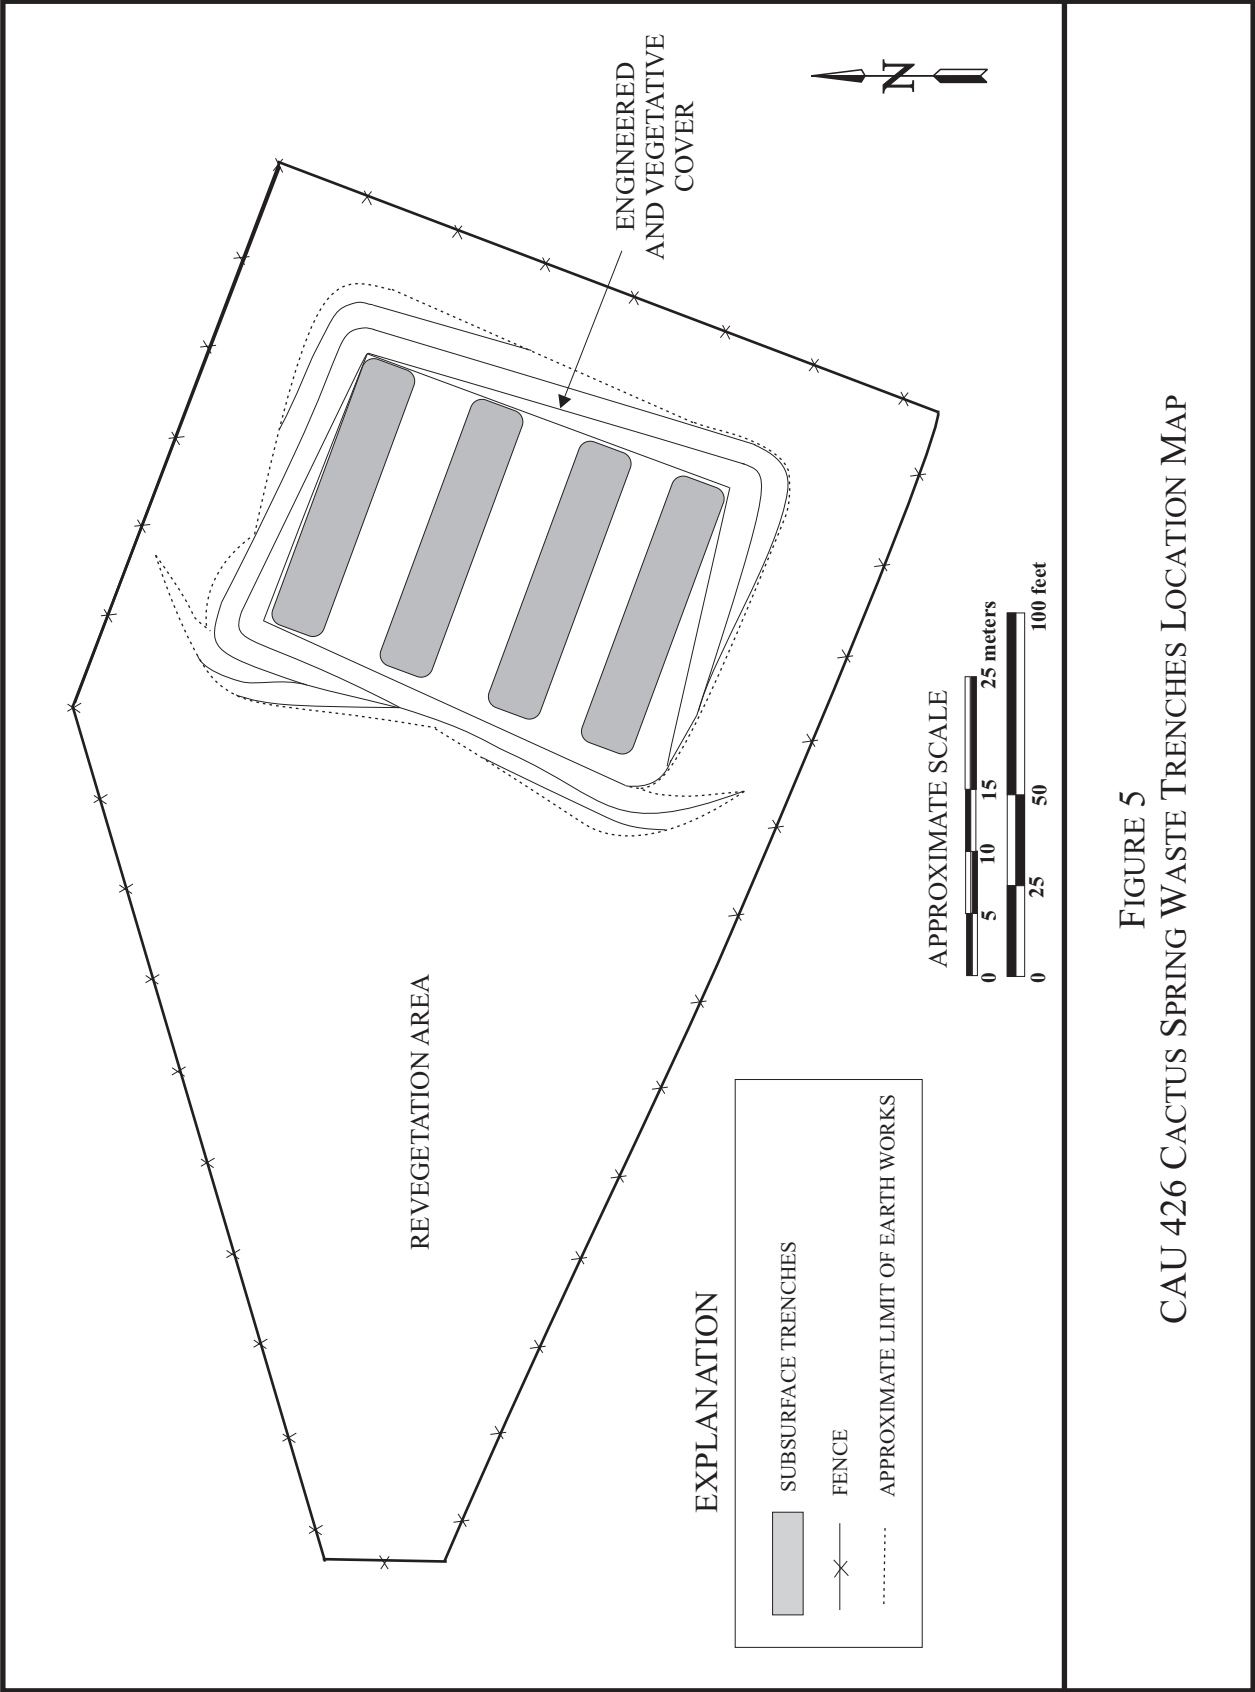 N
ENGINEERED
AND VEGETATIVE
COVER
REVEGETATION AREA
EXPLANATION
SUBSURFACE TRENCHES
FENCE
APPROXIMATE LIMIT OF EARTH WORKS
APPROXIMATE SCALE
0 5 10 15 25 meters
0 25 50 100 feet
FIGURE 5
CAU 426 CACTUS SPRING WASTE TRENCHES LOCATION MAP